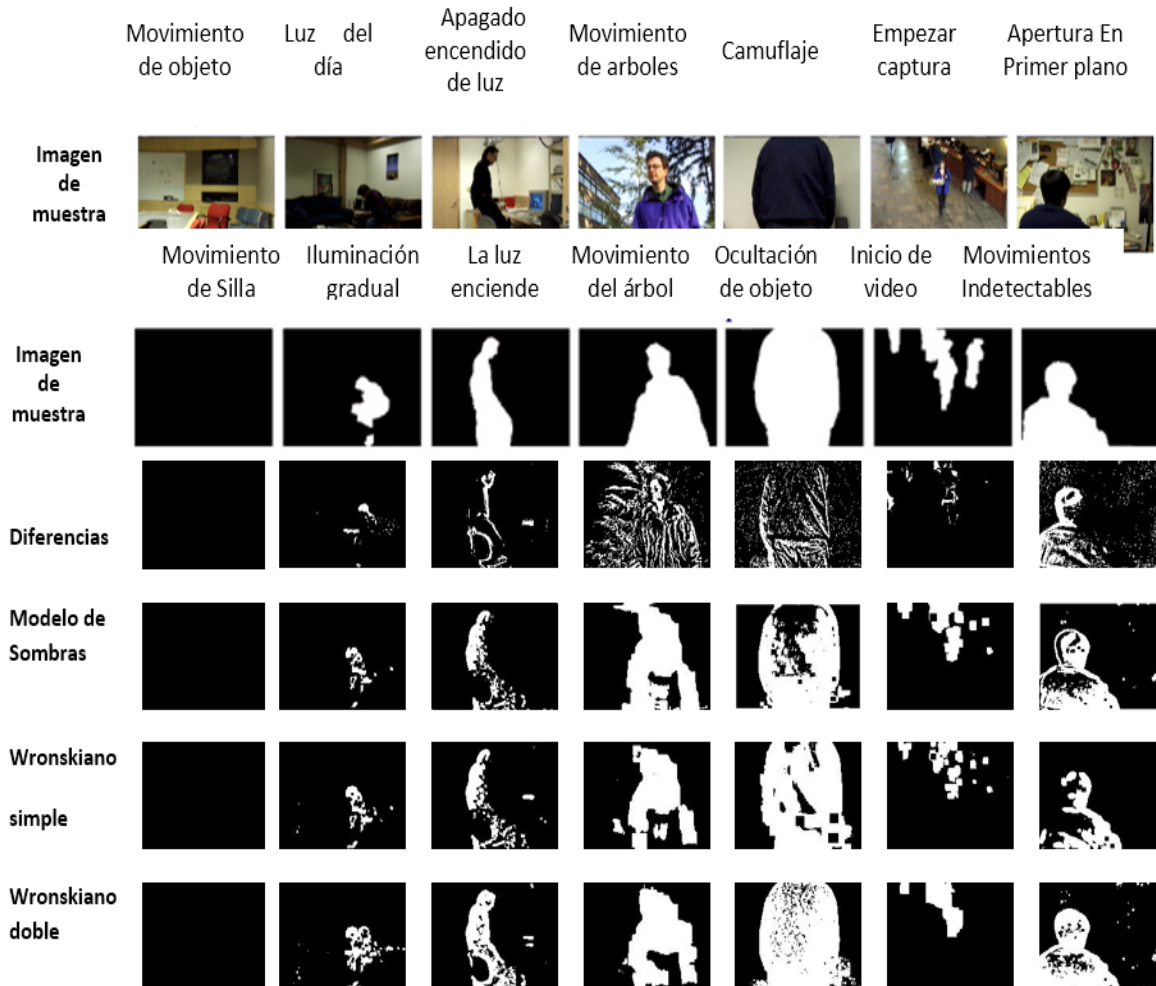 Movimiento de objeto
Luz del día
Apagado encendido de luz
Movimiento de arboles
Camuflaje
Empezar captura
Apertura En Primer plano
Imagen de muestra
Movimiento de Silla
Iluminación gradual
La luz enciende
Movimiento del árbol
Ocultación de objeto
Inicio de video
Movimientos Indetectables
Imagen de muestra
Diferencias
Modelo de Sombras
Wronskiano simple
Wronskiano doble